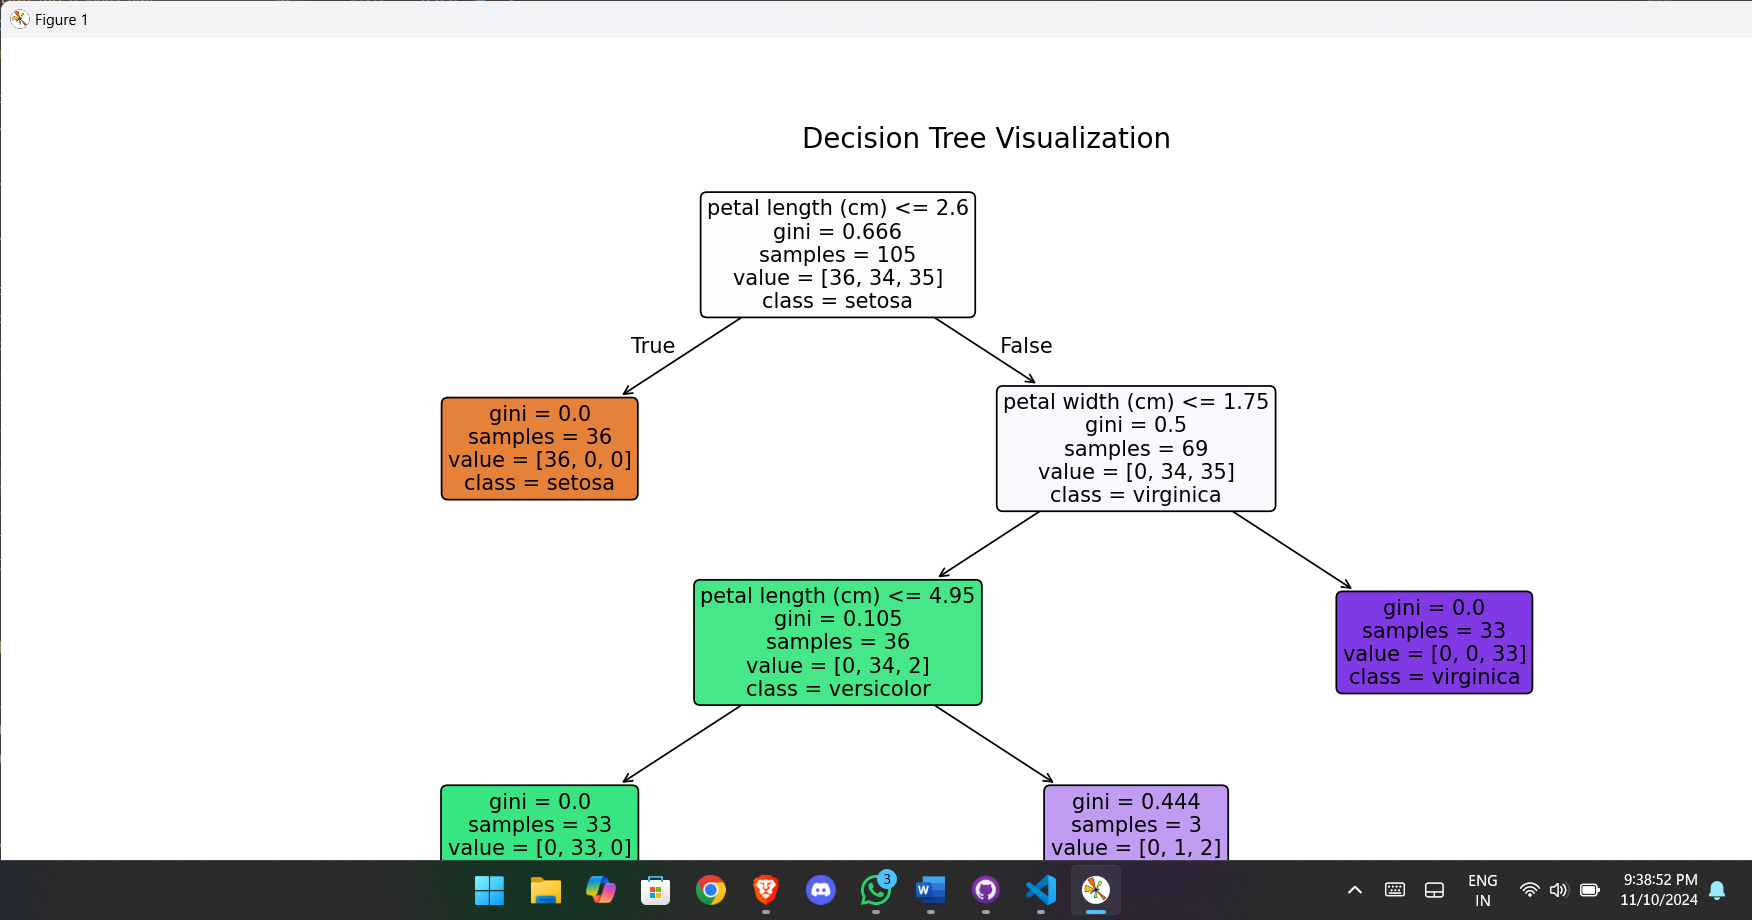 Figure 1
Decision Tree Visualization
petal length (cm) <= 2.6
gini = 0.666
samples = 105
value = [36, 34, 35]
class = setosa
True
False
gini = 0.0
samples = 36
value = [36, 0, 0]
class = setosa
petal width (cm) <= 1.75
gini = 0.5
samples = 69
value = [0, 34, 35]
class = virginica
petal length (cm) <= 4.95
gini = 0.105
samples = 36
value = [0, 34, 2]
class = versicolor
gini = 0.0
samples = 33
value = [0, 0, 33]
class = virginica
gini = 0.0
samples = 33
value = [0, 33, 0]
gini = 0.444
samples = 3
value = [0, 1, 2]
3
W
ENG
IN
9:38:52 PM
11/10/2024